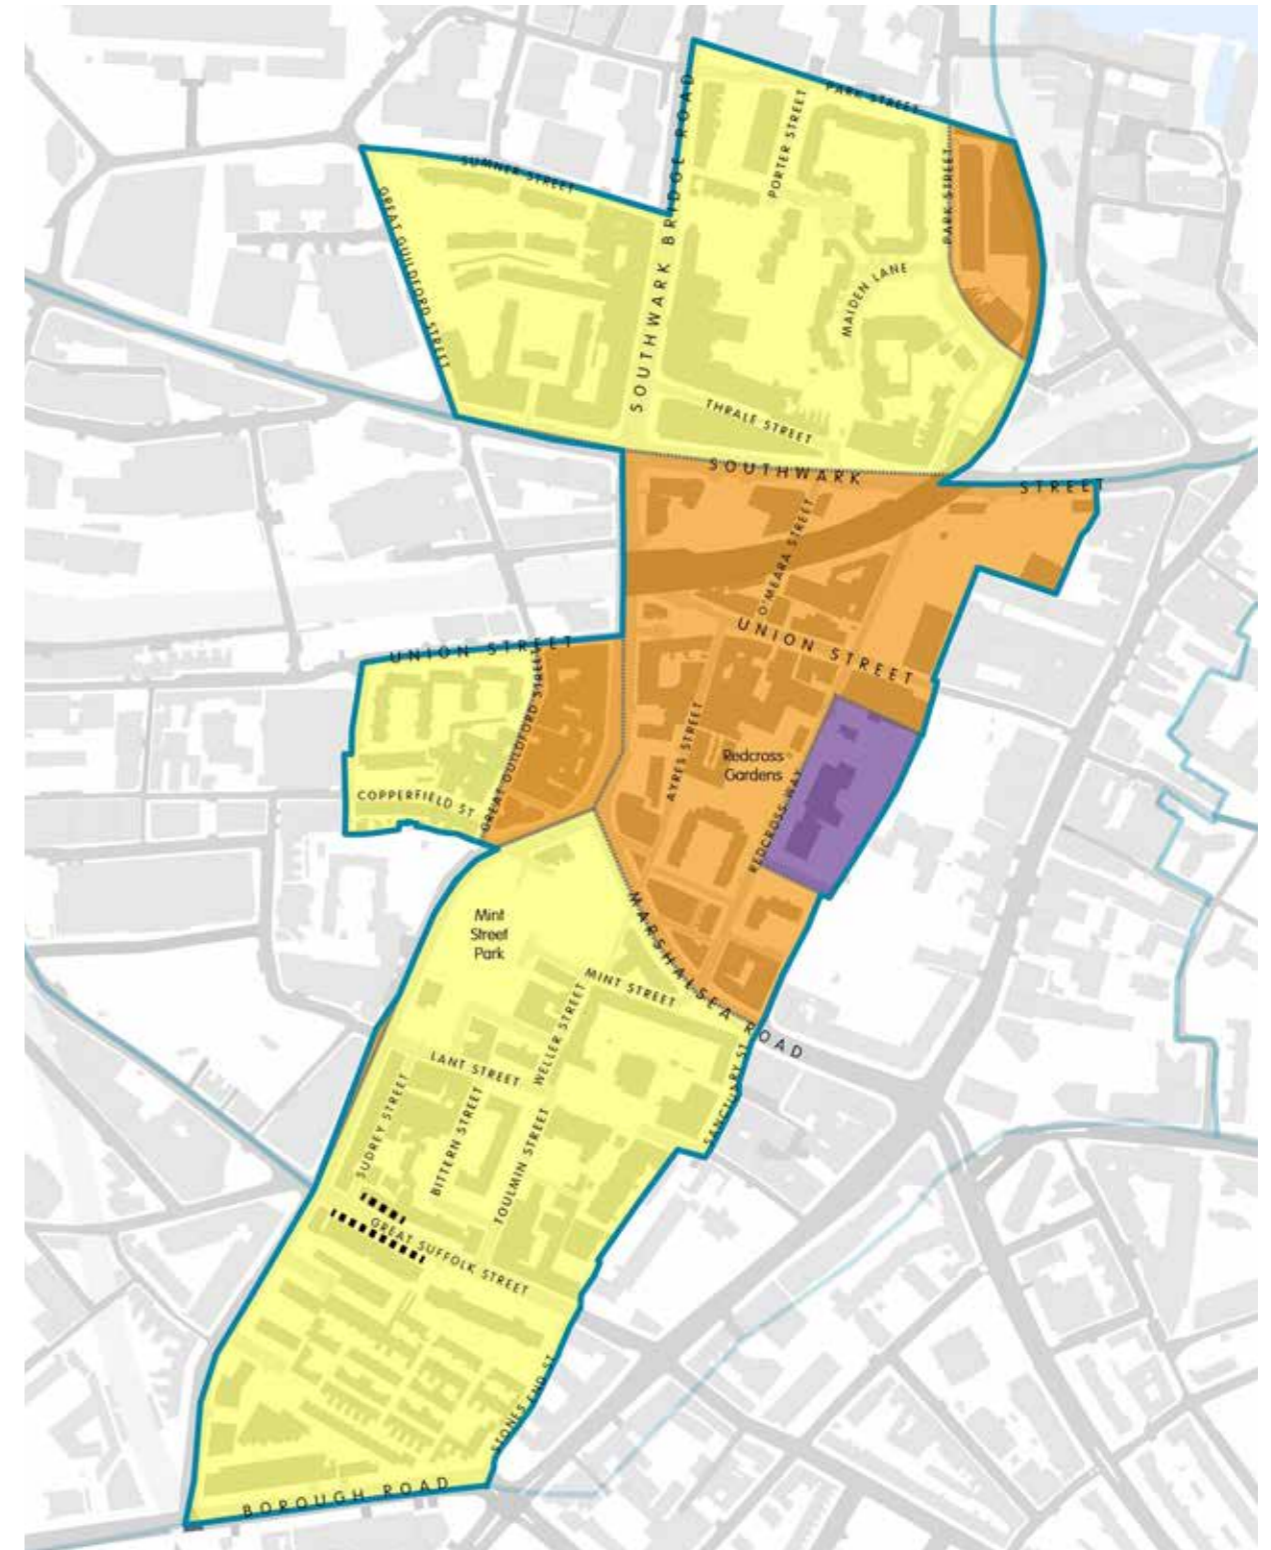 PARK STREET
SOUTHWARK BRIDGE ROAD
PORTER STREET
PARK STREET
SUMNER STREET
GREAT GUILDFORD STREET
MAIDEN LANE
THRALE STREET
SOUTHWARK
STREET
O'MEARA STREET
UNION STREET
UNION STREET
GREAT GUILDFORD STREET
AYRES STREET
Redcross
Gardens
REDCROSS WAY
COPPERFIELD ST
MARSHALSEA ROAD
Mint
Street
Park
MINT STREET
WELLER STREET
LANT STREET
SANCTUARY ST
SUDREY STREET
BITTERN STREET
TOULMIN STREET
GREAT SUFFOLK STREET
STONES END ST
BOROUGH ROAD